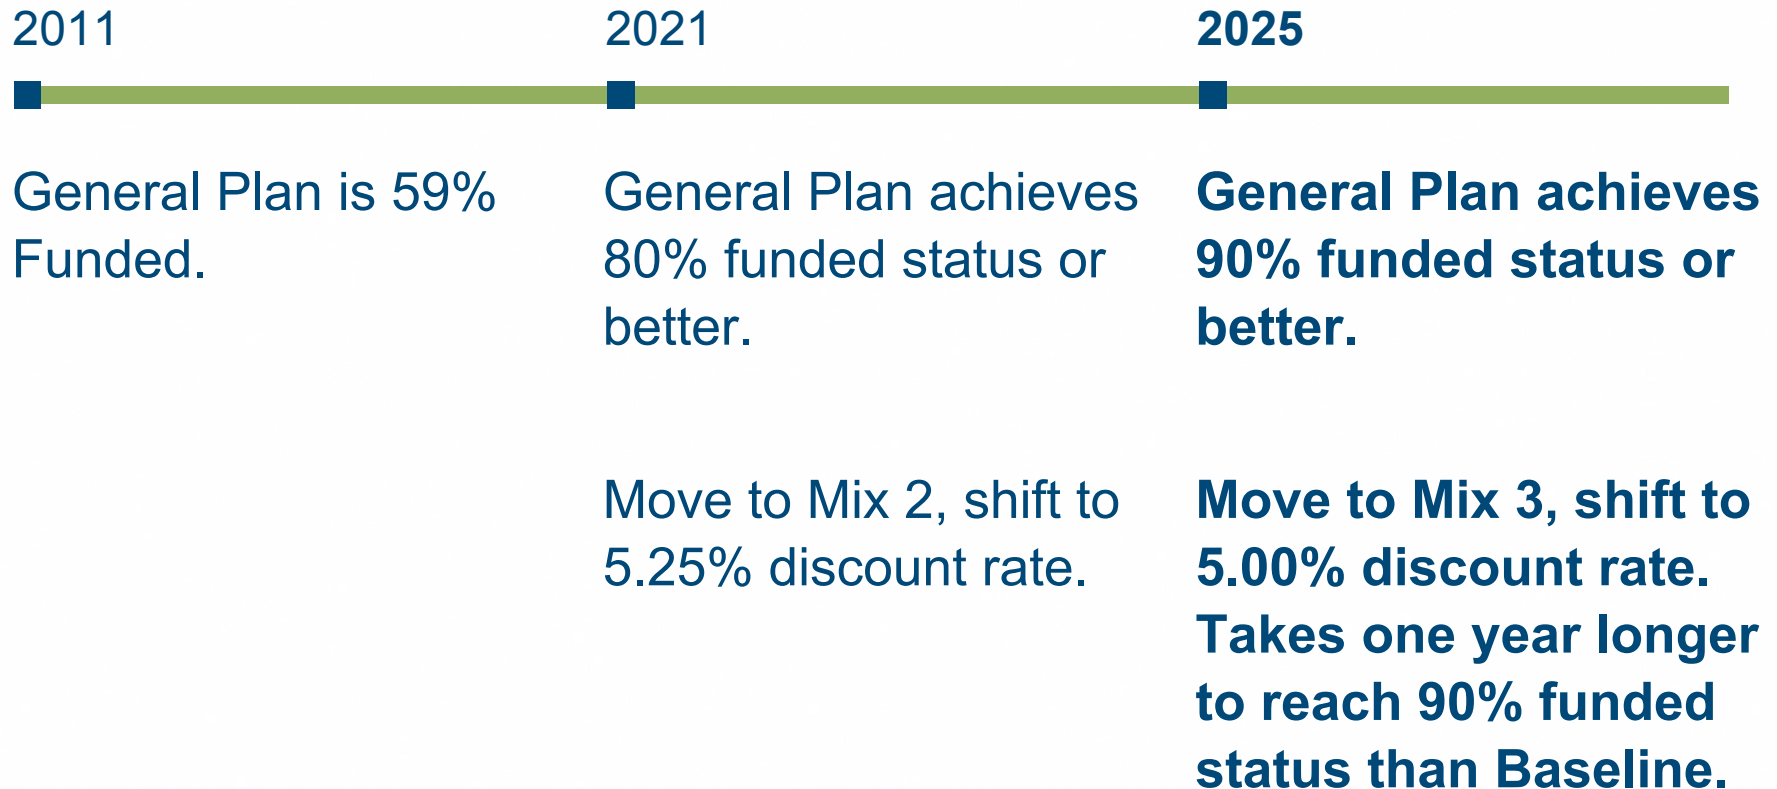 2011
General Plan is 59%
Funded.
2021
General Plan achieves
80% funded status or
better.
Move to Mix 2, shift to
5.25% discount rate.
2025
General Plan achieves
90% funded status or
better.
Move to Mix 3, shift to
5.00% discount rate.
Takes one year longer
to reach 90% funded
status than Baseline.